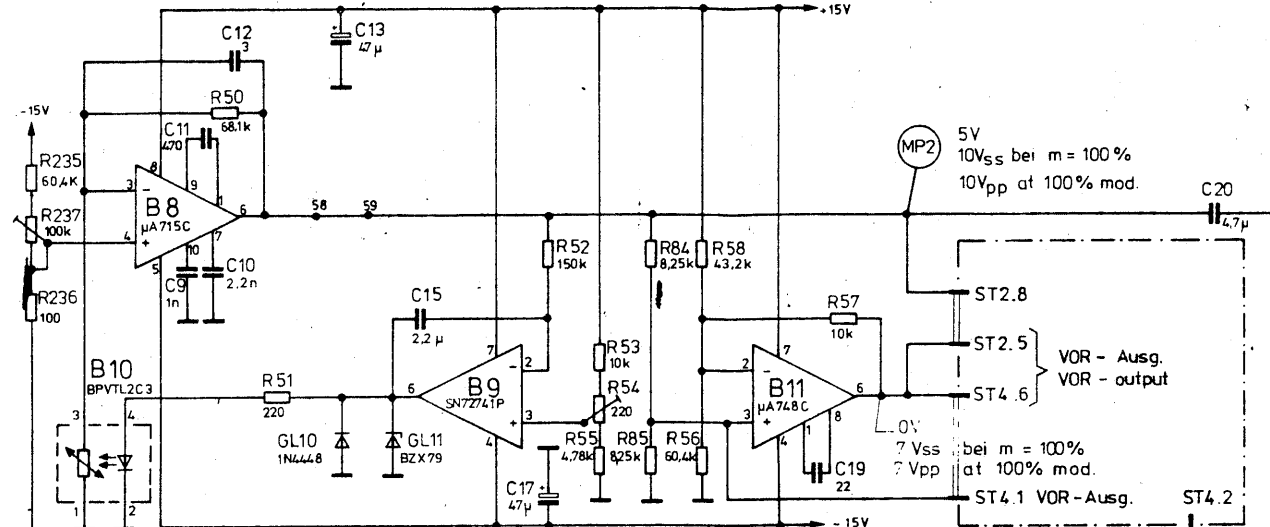 +15V
C12
3
C13
47µ
+
R50
68,1k
-15V
C11
470
R235
60,4K
R237
100k
R236
100
8
9
1
3
−
B8
µA715C
6
4
+
10
7
5
C9
1n
C10
2,2n
58
59
MP2
5V
10Vss bei m = 100%
10Vpp at 100% mod.
C20
4,7µ
R52
150k
R84
8,25k
R58
43,2k
C15
2,2 µ
R57
10k
ST2.8
ST2.5
ST4.6
VOR - Ausg.
VOR - output
R53
10k
R54
220
7
2
−
B9
SN72741P
6
3
+
4
7
2
−
B11
µA748C
6
3
+
1
8
4
B10
BPVTL2C3
3
4
1
2
R51
220
GL10
1N4448
GL11
BZX79
R55
4,78k
R85
8,25k
R56
60,4k
C19
22
C17
47µ
+
0V
7 Vss bei m = 100%
7 Vpp at 100% mod.
ST4.1 VOR-Ausg.
ST4.2
- 15V